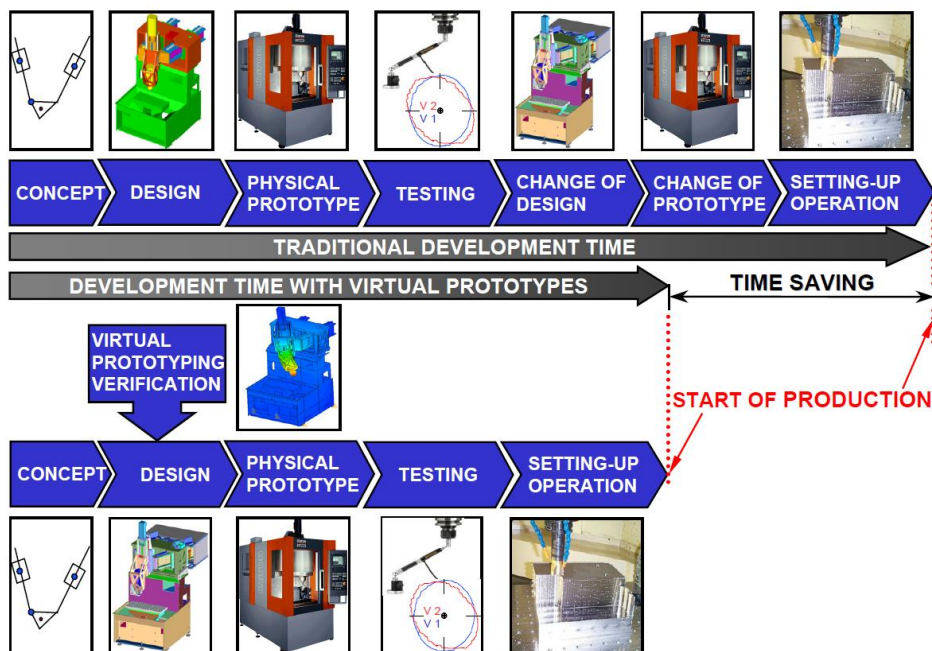 V 2
V 1
CONCEPT
DESIGN
PHYSICAL
PROTOTYPE
TESTING
CHANGE OF
DESIGN
CHANGE OF
PROTOTYPE
SETTING-UP
OPERATION
TRADITIONAL DEVELOPMENT TIME
DEVELOPMENT TIME WITH VIRTUAL PROTOTYPES
TIME SAVING
VIRTUAL
PROTOTYPING
VERIFICATION
START OF PRODUCTION
CONCEPT
DESIGN
PHYSICAL
PROTOTYPE
TESTING
SETTING-UP
OPERATION
V 2
V 1